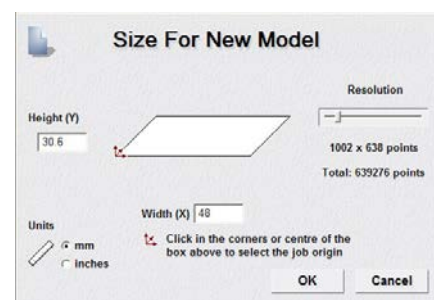 Size For New Model
Resolution
Height (Y)
30.6
1002 x 638 points
Total: 639276 points
Width (X) 48
Units
mm
inches
Click in the corners or centre of the
box above to select the job origin
OK Cancel